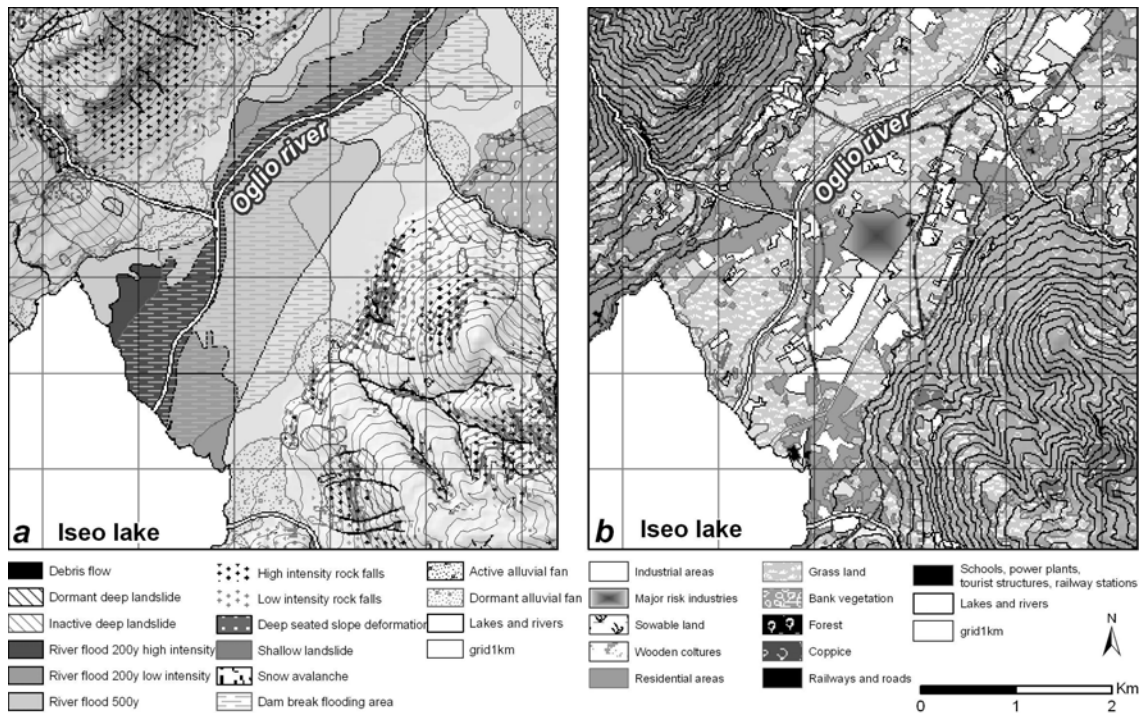 Oglio river
a Iseo lake
Oglio river
b Iseo lake
Debris flow
Dormant deep landslide
Inactive deep landslide
River flood 200y high intensity
River flood 200y low intensity
River flood 500y
High intensity rock falls
Low intensity rock falls
Deep seated slope deformation
Shallow landslide
Snow avalanche
Dam break flooding area
Active alluvial fan
Dormant alluvial fan
Lakes and rivers
grid1km
Industrial areas
Major risk industries
Sowable land
Wooden coltures
Residential areas
Grass land
Bank vegetation
Forest
Coppice
Railways and roads
Schools, power plants,
tourist structures, railway stations
Lakes and rivers
grid1km
N
Km
0 1 2